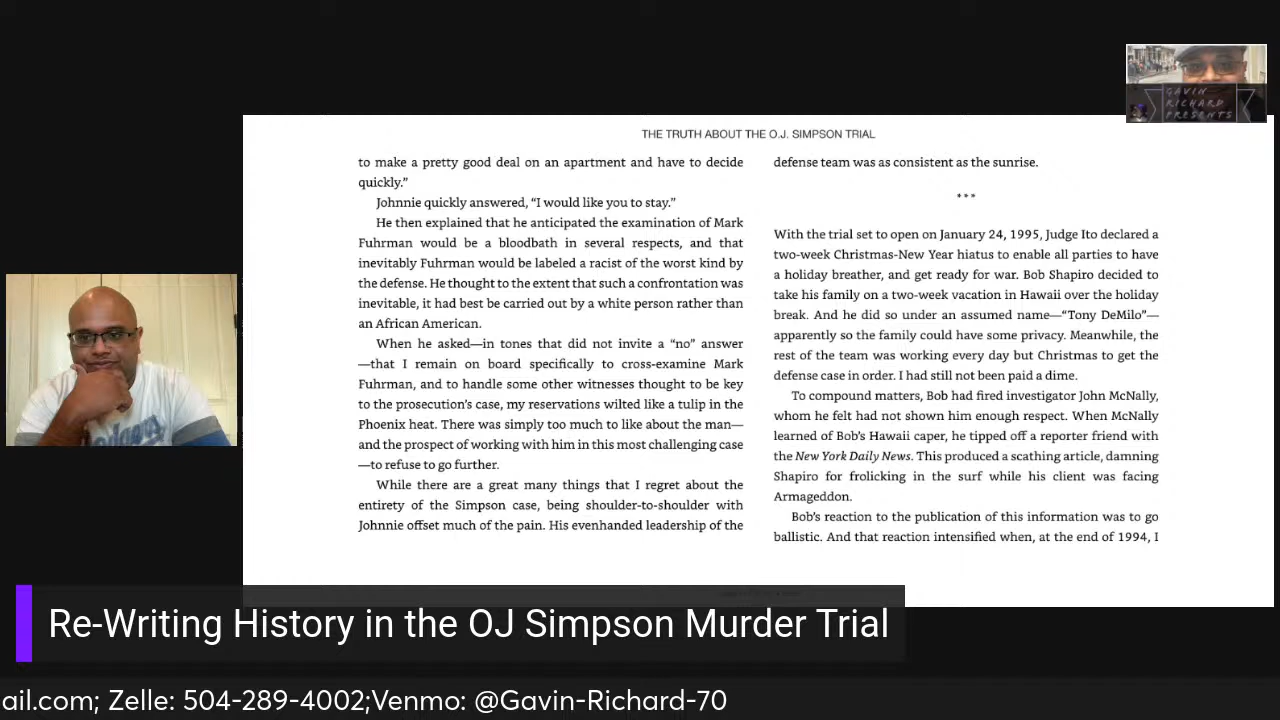 GAVIN
RICHARD
PRESENTS
THE TRUTH ABOUT THE O.J. SIMPSON TRIAL
to make a pretty good deal on an apartment and have to decide
quickly.”
Johnnie quickly answered, “I would like you to stay.”
He then explained that he anticipated the examination of Mark
Fuhrman would be a bloodbath in several respects, and that
inevitably Fuhrman would be labeled a racist of the worst kind by
the defense. He thought to the extent that such a confrontation was
inevitable, it had best be carried out by a white person rather than
an African American.
When he asked—in tones that did not invite a “no” answer
—that I remain on board specifically to cross-examine Mark
Fuhrman, and to handle some other witnesses thought to be key
to the prosecution’s case, my reservations wilted like a tulip in the
Phoenix heat. There was simply too much to like about the man—
and the prospect of working with him in this most challenging case
—to refuse to go further.
While there are a great many things that I regret about the
entirety of the Simpson case, being shoulder-to-shoulder with
Johnnie offset much of the pain. His evenhanded leadership of the
defense team was as consistent as the sunrise.
***
With the trial set to open on January 24, 1995, Judge Ito declared a
two-week Christmas-New Year hiatus to enable all parties to have
a holiday breather, and get ready for war. Bob Shapiro decided to
take his family on a two-week vacation in Hawaii over the holiday
break. And he did so under an assumed name—“Tony DeMilo”—
apparently so the family could have some privacy. Meanwhile, the
rest of the team was working every day but Christmas to get the
defense case in order. I had still not been paid a dime.
To compound matters, Bob had fired investigator John McNally,
whom he felt had not shown him enough respect. When McNally
learned of Bob’s Hawaii caper, he tipped off a reporter friend with
the New York Daily News. This produced a scathing article, damning
Shapiro for frolicking in the surf while his client was facing
Armageddon.
Bob’s reaction to the publication of this information was to go
ballistic. And that reaction intensified when, at the end of 1994, I
Re-Writing History in the OJ Simpson Murder Trial
ail.com; Zelle: 504-289-4002;Venmo: @Gavin-Richard-70